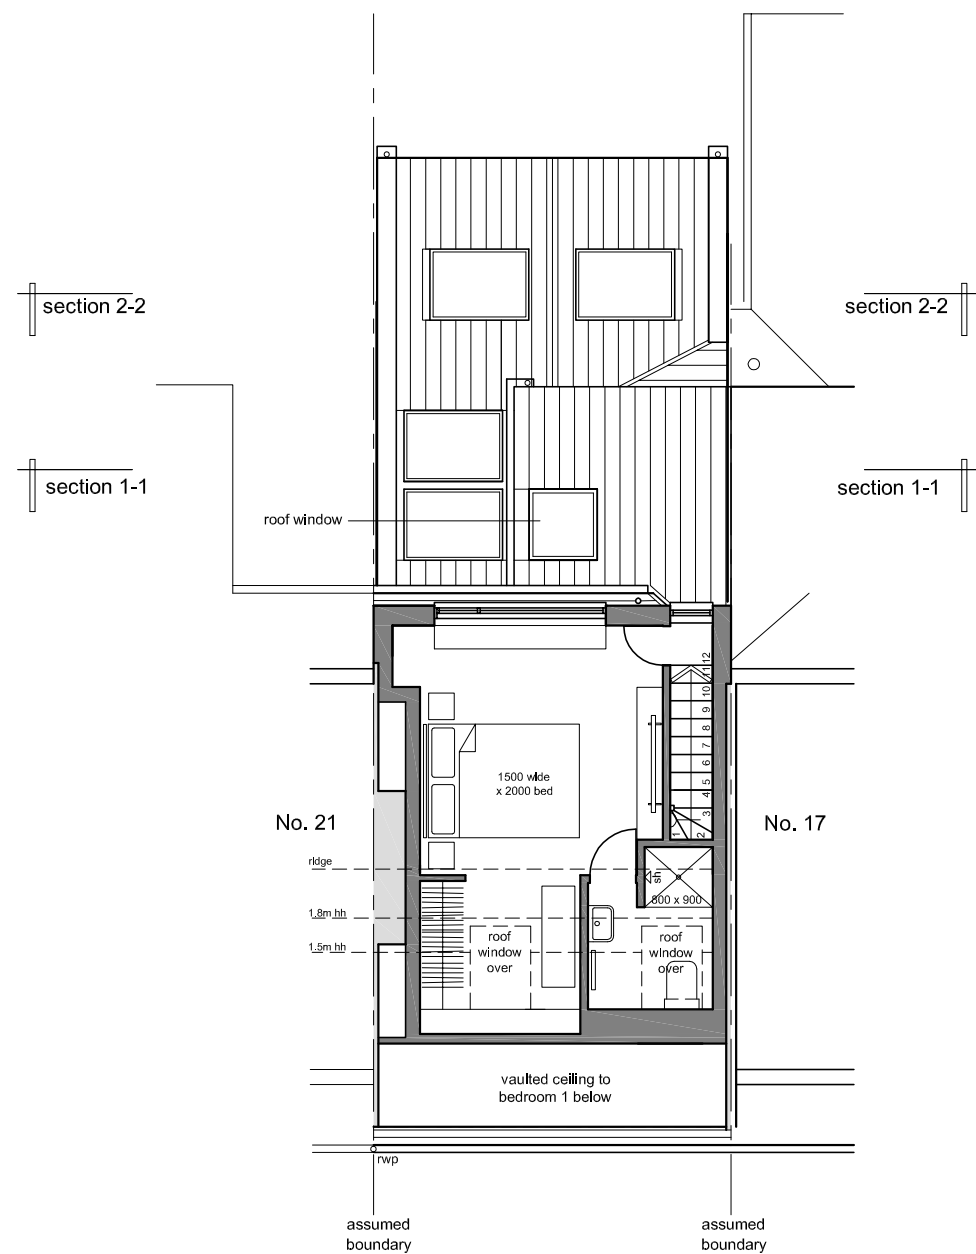 section 2-2
section 2-2
section 1-1
section 1-1
roof window
12
11
10
9
8
7
6
5
4
3
2
1
1500 wide
x 2000 bed
No. 21
No. 17
ridge
sh
800 x 900
1.8m hh
1.5m hh
roof
window
over
roof
window
over
vaulted ceiling to
bedroom 1 below
rwp
assumed
boundary
assumed
boundary